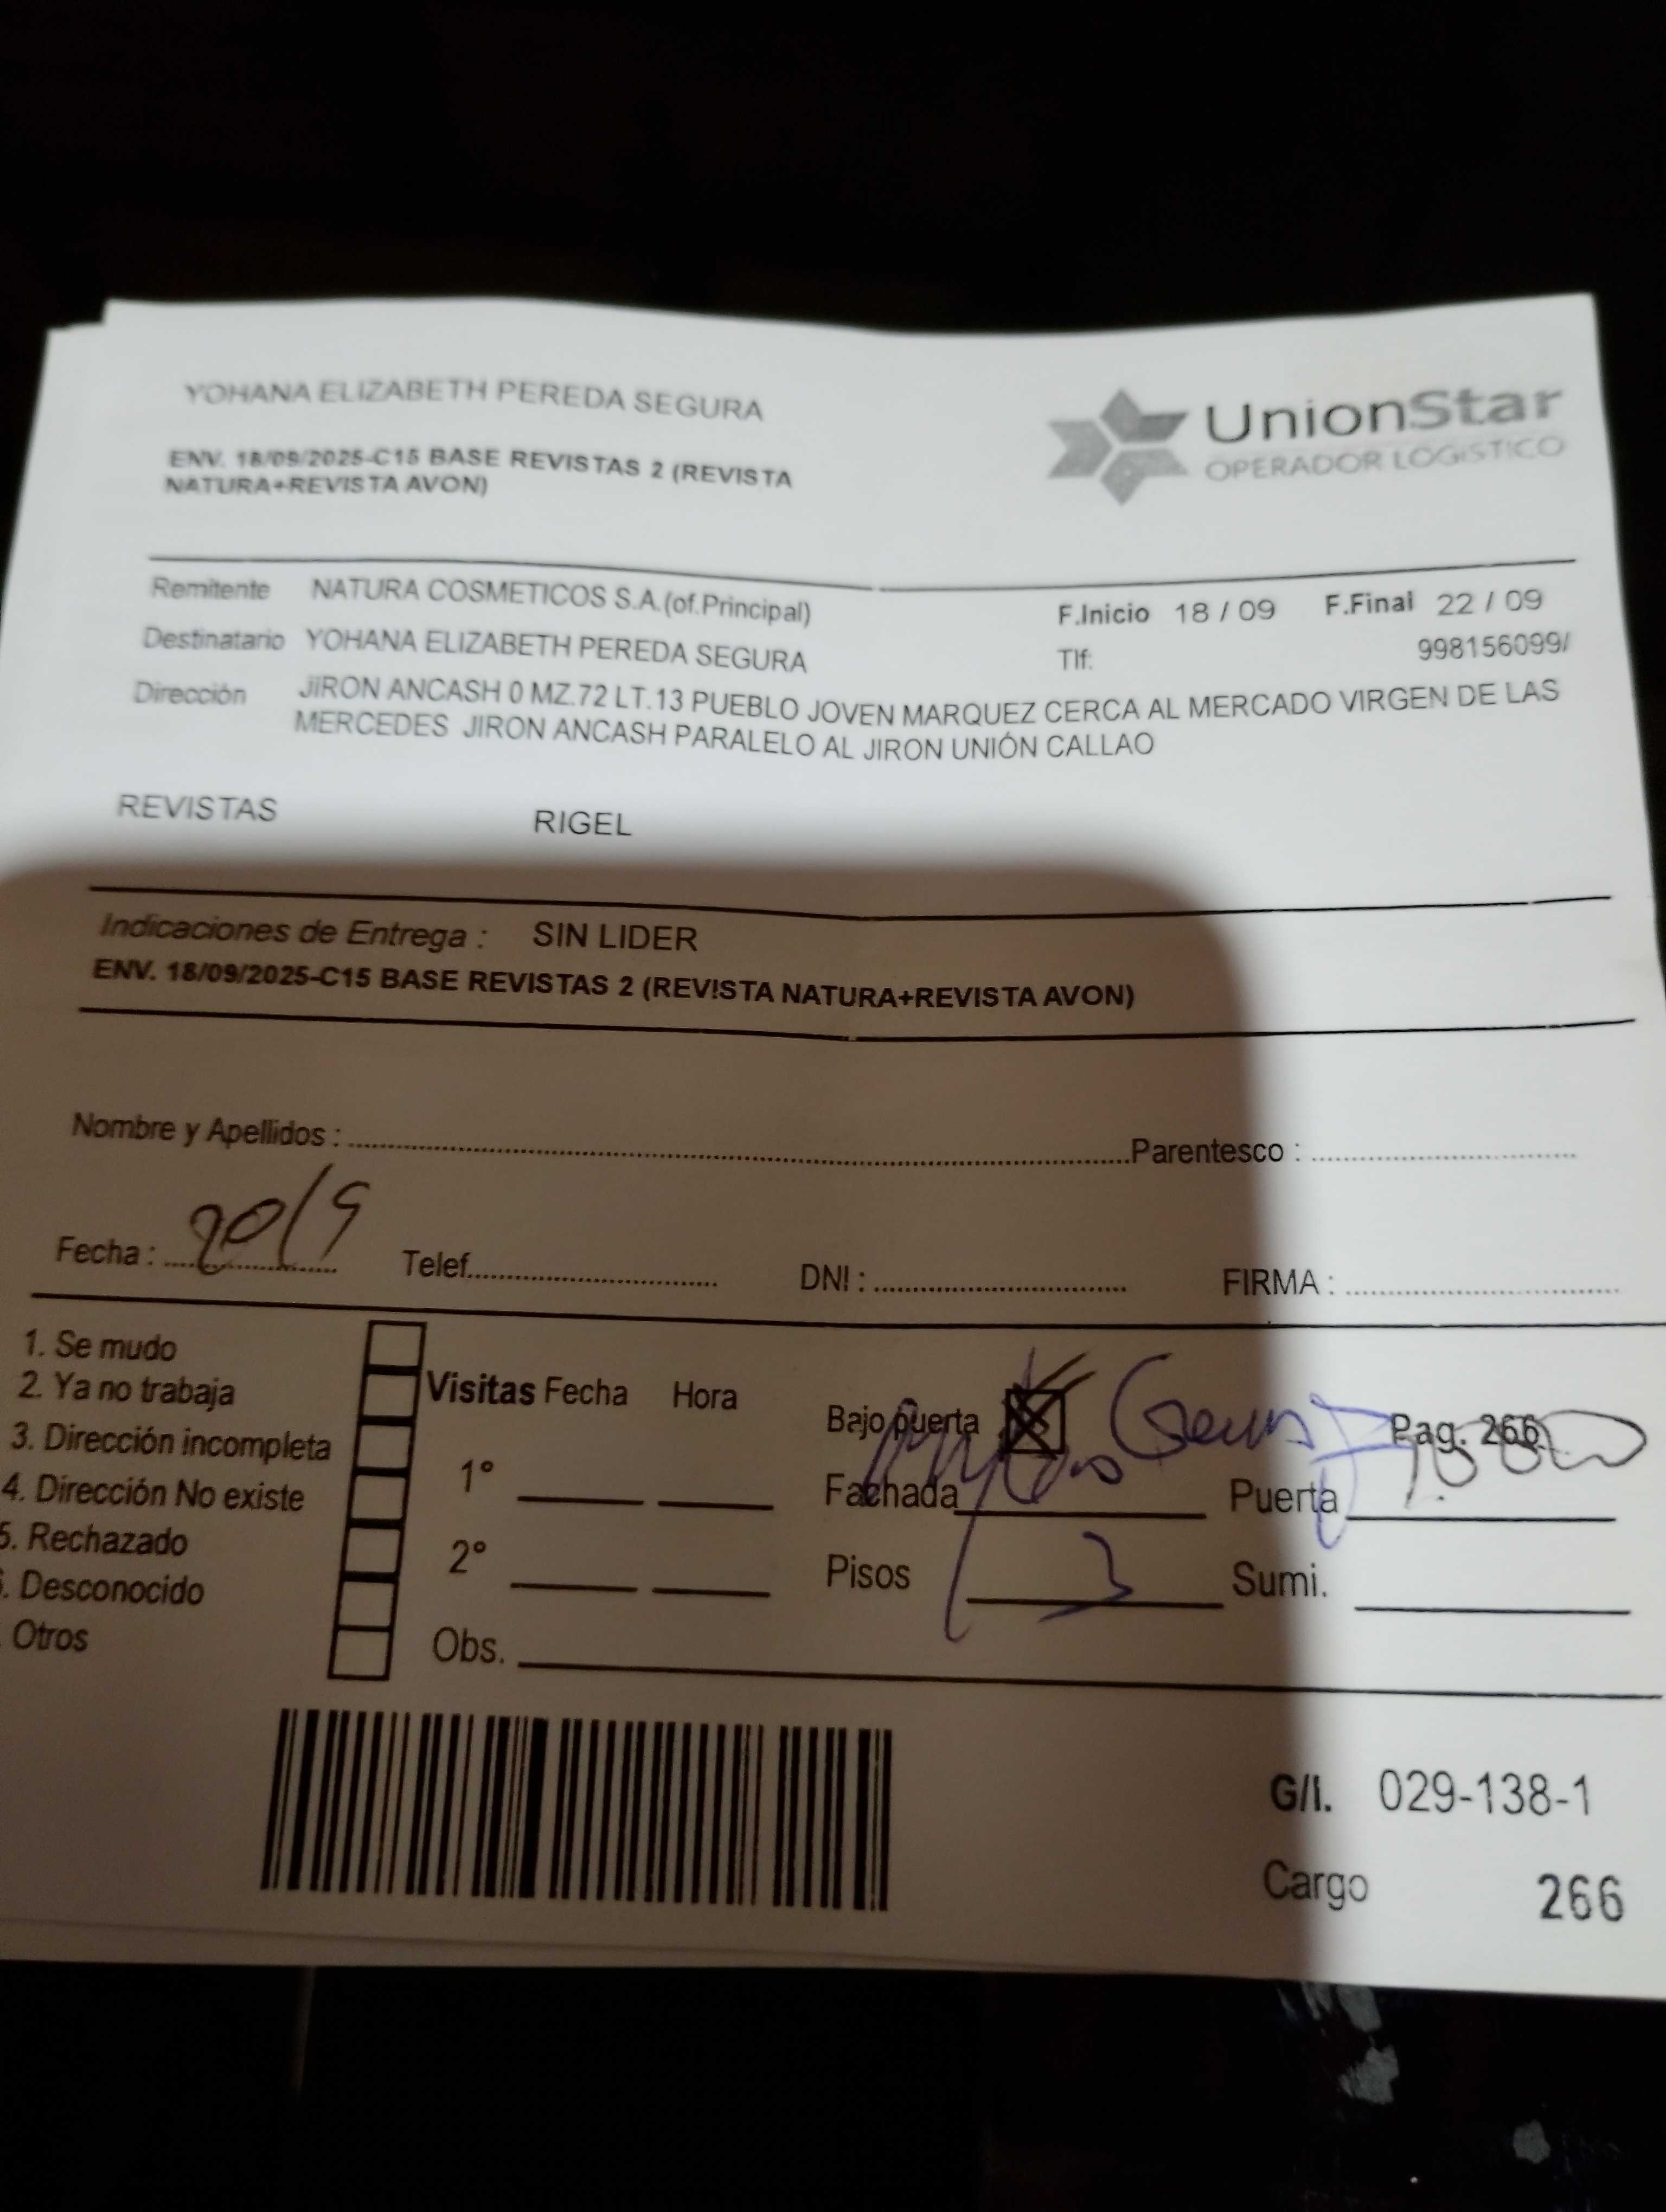 YOHANA ELIZABETH PEREDA SEGURA
UnionStar
OPERADOR LOGISTICO
ENV. 18/09/2025-C15 BASE REVISTAS 2 (REVISTA
NATURA+REVISTA AVON)
Remitente NATURA COSMETICOS S.A.(of.Principal)
F.Inicio 18 / 09 F.Final 22 / 09
Destinatario YOHANA ELIZABETH PEREDA SEGURA
Tlf: 998156099/
Dirección JIRON ANCASH 0 MZ.72 LT.13 PUEBLO JOVEN MARQUEZ CERCA AL MERCADO VIRGEN DE LAS
MERCEDES JIRON ANCASH PARALELO AL JIRON UNIÓN CALLAO
REVISTAS RIGEL
Indicaciones de Entrega : SIN LIDER
ENV. 18/09/2025-C15 BASE REVISTAS 2 (REVISTA NATURA+REVISTA AVON)
Nombre y Apellidos : Parentesco :
Fecha : 20/9 Telef. DNI : FIRMA :
1. Se mudo
2. Ya no trabaja
3. Dirección incompleta
4. Dirección No existe
5. Rechazado
. Desconocido
Otros
Visitas Fecha Hora
1°
2°
Obs.
Bajo puerta Pag. 266
Fachada Puerta
Pisos 3 Sumi.
G/I. 029-138-1
Cargo 266